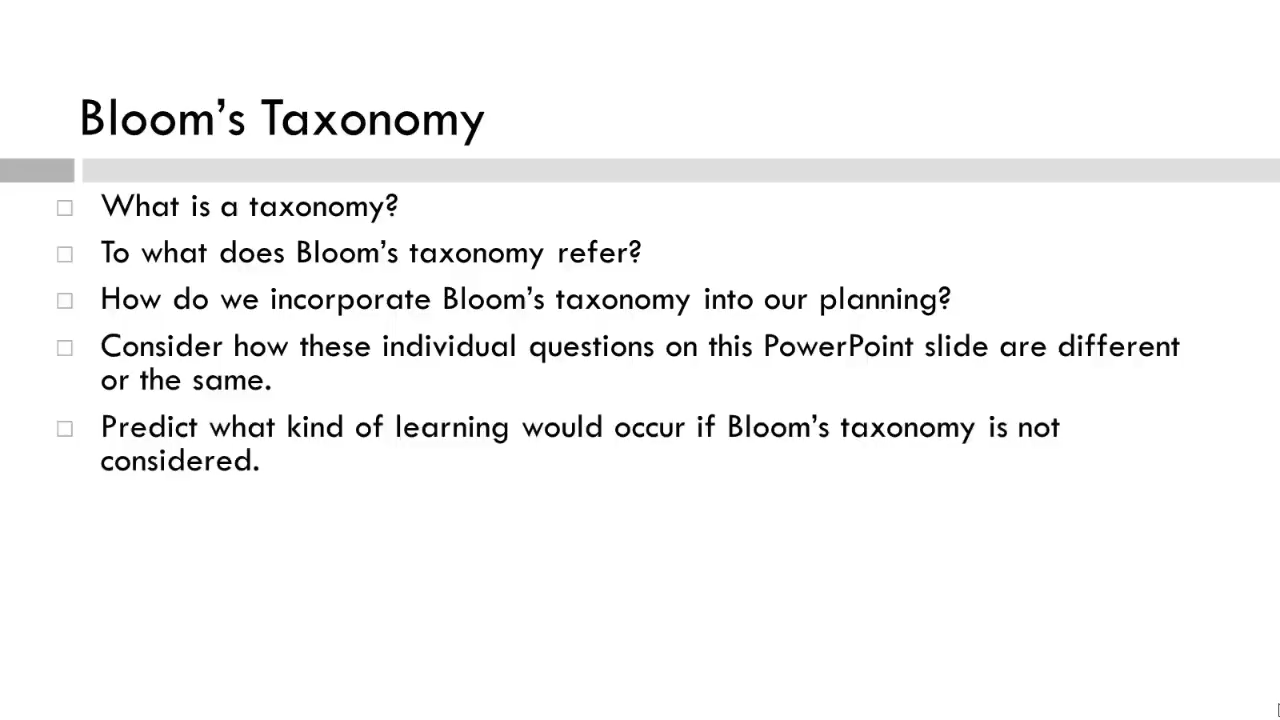 Bloom’s Taxonomy
What is a taxonomy?
To what does Bloom’s taxonomy refer?
How do we incorporate Bloom’s taxonomy into our planning?
Consider how these individual questions on this PowerPoint slide are different
or the same.
Predict what kind of learning would occur if Bloom’s taxonomy is not
considered.